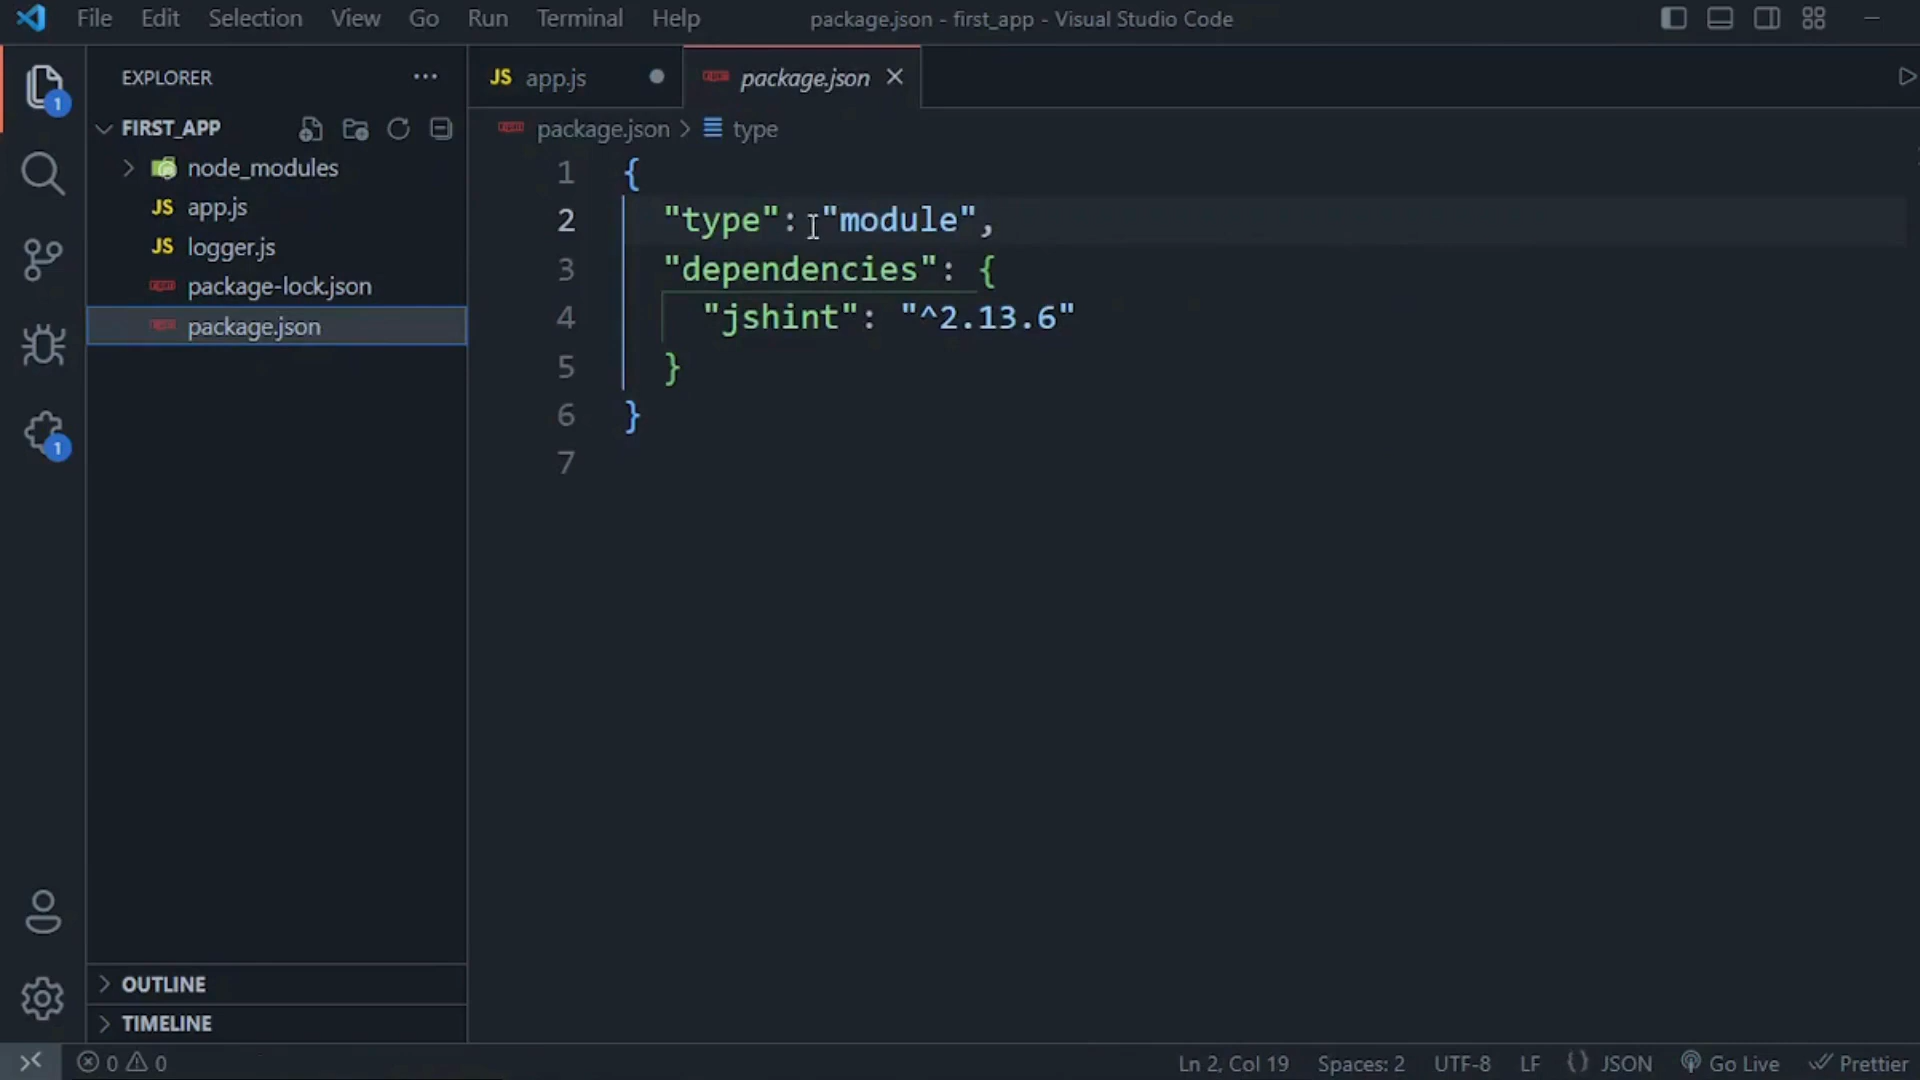 File Edit Selection View Go Run Terminal Help package.json - first_app - Visual Studio Code
EXPLORER
1
FIRST_APP
node_modules
JS app.js
JS logger.js
package-lock.json
package.json
1
OUTLINE
TIMELINE
JS app.js
package.json
package.json > type
1 {
2 "type": "module",
3 "dependencies": {
4 "jshint": "^2.13.6"
5 }
6 }
7
0 0 Ln 2, Col 19 Spaces: 2 UTF-8 LF {} JSON Go Live Prettier